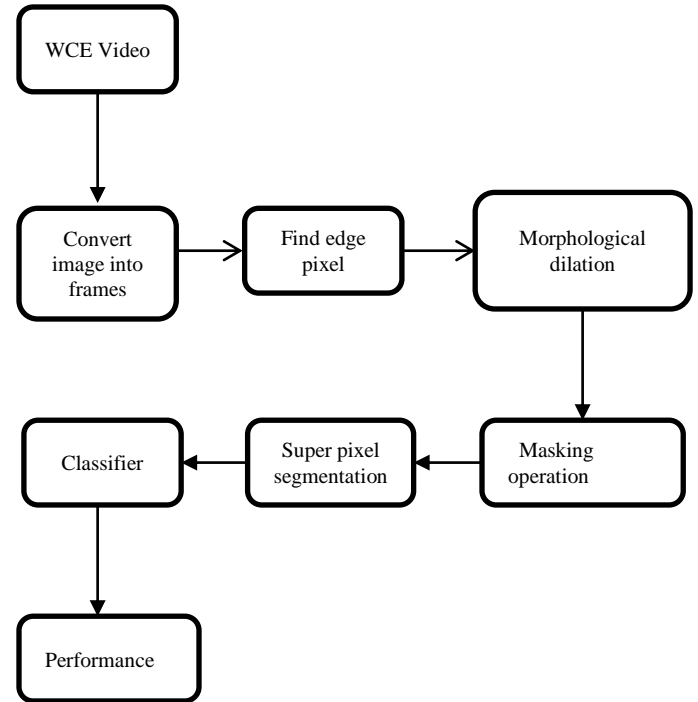 WCE Video
Convert
image into
frames
Find edge
pixel
Morphological
dilation
Masking
operation
Super pixel
segmentation
Classifier
Performance